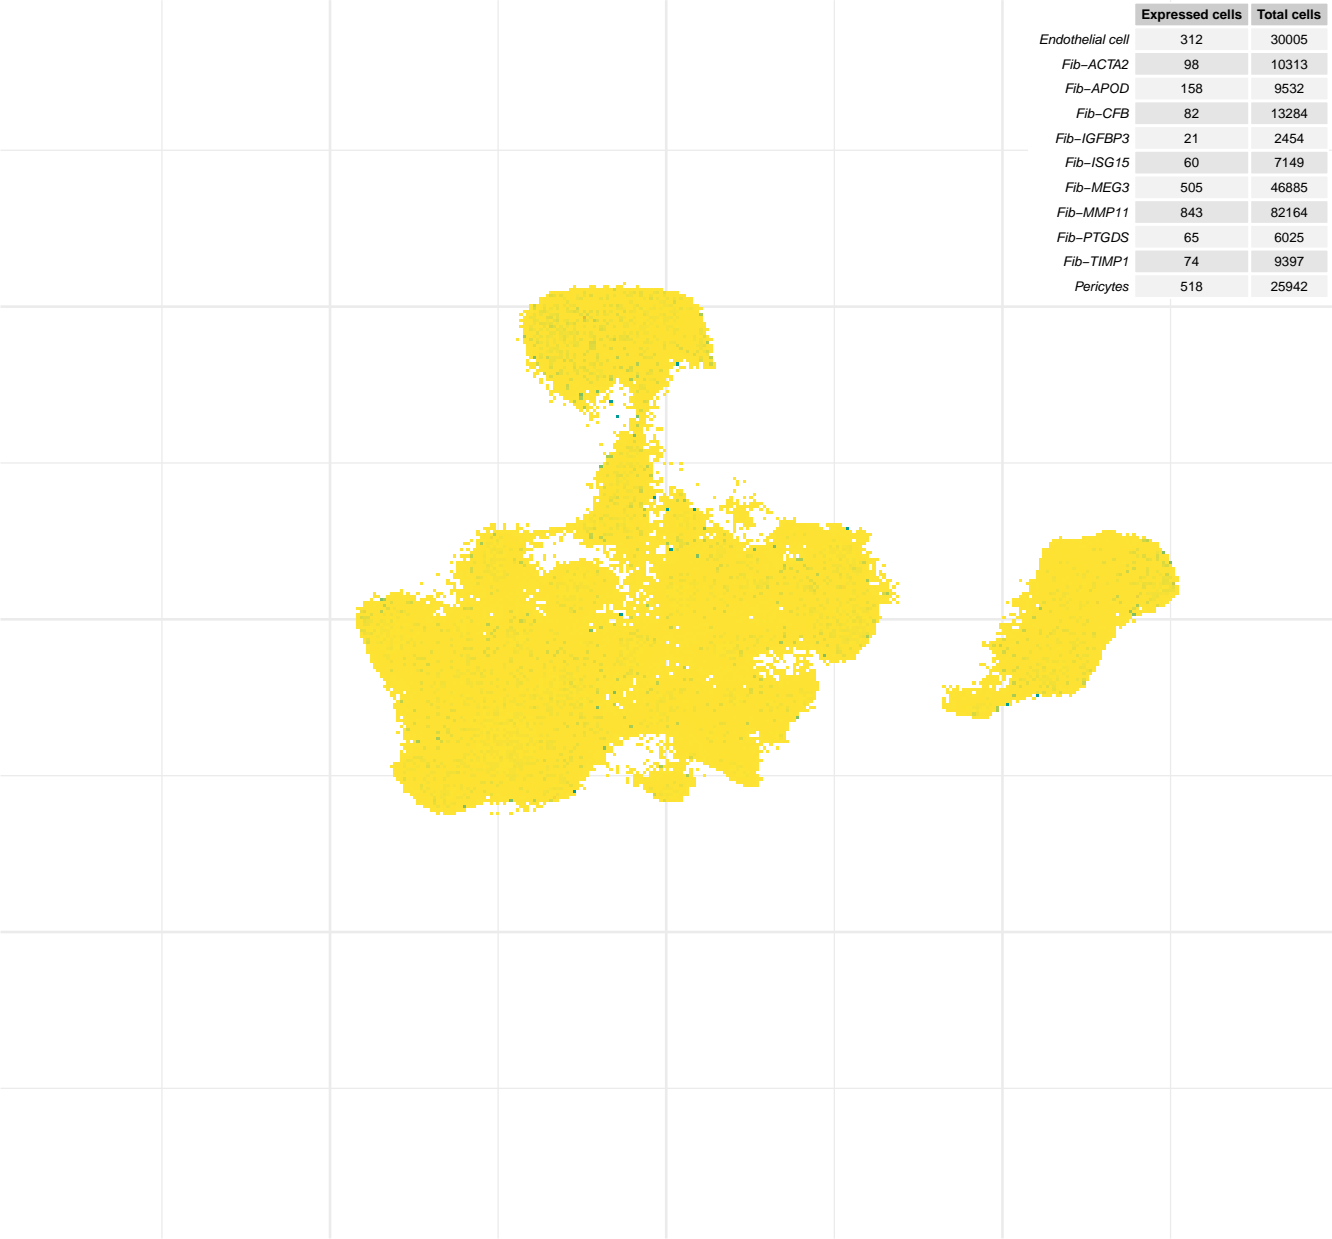 Expressed cells Total cells
Endothelial cell 312 30005
Fib−ACTA2 98 10313
Fib−APOD 158 9532
Fib−CFB 82 13284
Fib−IGFBP3 21 2454
Fib−ISG15 60 7149
Fib−MEG3 505 46885
Fib−MMP11 843 82164
Fib−PTGDS 65 6025
Fib−TIMP1 74 9397
Pericytes 518 25942